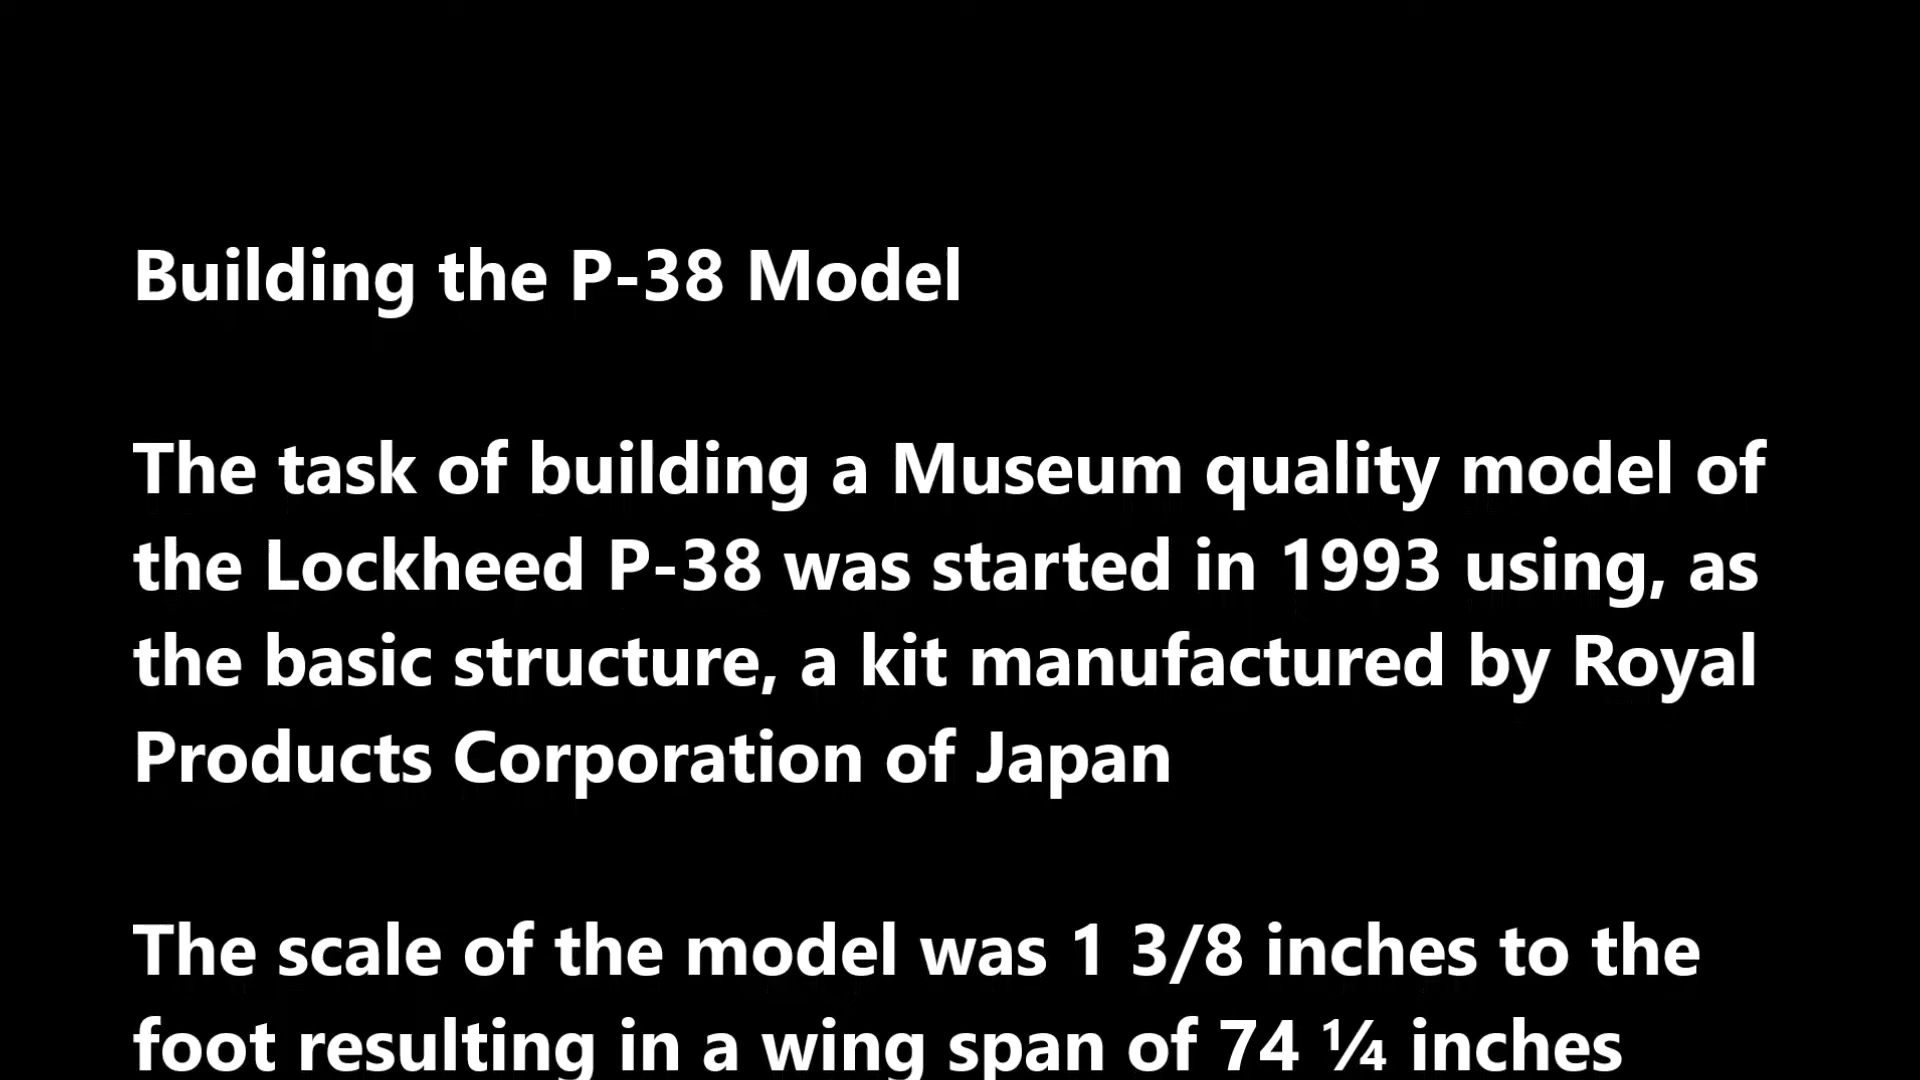 Building the P-38 Model
The task of building a Museum quality model of
the Lockheed P-38 was started in 1993 using, as
the basic structure, a kit manufactured by Royal
Products Corporation of Japan
The scale of the model was 1 3/8 inches to the
foot resulting in a wing span of 74 ¼ inches